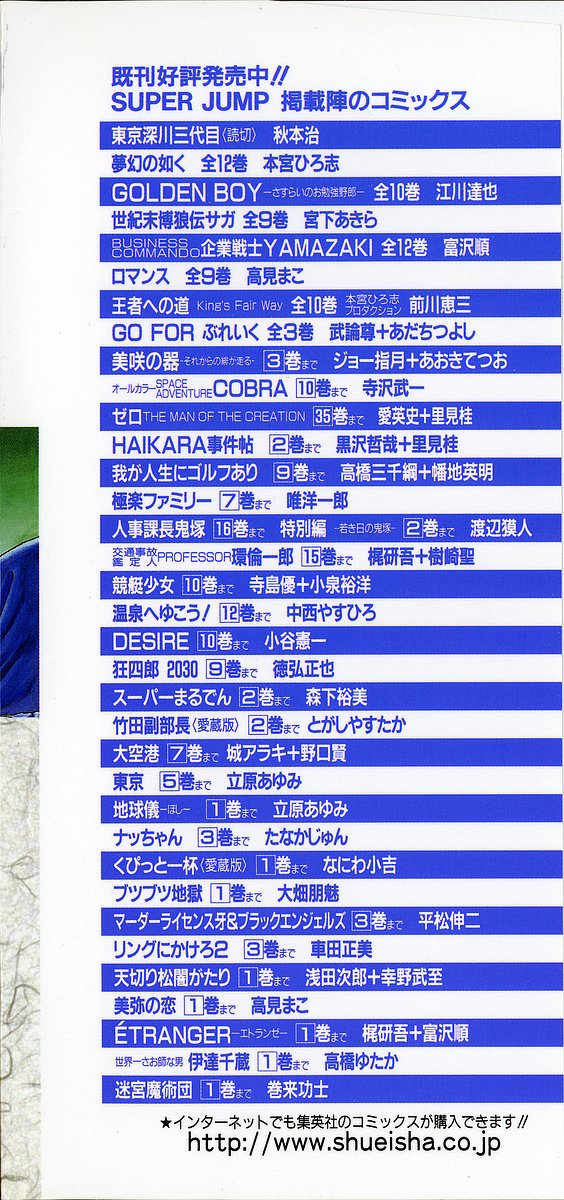 既刊好評発売中!!
SUPER JUMP 掲載陣のコミックス
東京深川三代目〈読切〉 秋本治
夢幻の如く 全12巻 本宮ひろ志
GOLDEN BOY―さすらいのお勉強野郎― 全10巻 江川達也
世紀末博狼伝サガ 全9巻 宮下あきら
BUSINESS COMMANDO企業戦士YAMAZAKI 全12巻 富沢順
ロマンス 全9巻 高見まこ
王者への道 King's Fair Way 全10巻 本宮ひろ志プロダクション 前川恵三
GO FOR ぶれいく 全3巻 武論尊+あだちつよし
美咲の器-それからの絆が走る- 3巻まで ジョー指月+あおきてつお
オールカラーSPACE ADVENTURE COBRA 10巻まで 寺沢武一
ゼロ THE MAN OF THE CREATION 35巻まで 愛英史+里見桂
HAIKARA事件帖 2巻まで 黒沢哲哉+里見桂
我が人生にゴルフあり 9巻まで 高橋三千綱+幡地英明
極楽ファミリー 7巻まで 唯洋一郎
人事課長鬼塚 16巻まで 特別編 -若き日の鬼塚- 2巻まで 渡辺獏人
交通事故鑑定人PROFESSOR環倫一郎 15巻まで 梶研吾+樹崎聖
競艇少女 10巻まで 寺島優+小泉裕洋
温泉へゆこう! 12巻まで 中西やすひろ
DESIRE 10巻まで 小谷憲一
狂四郎 2030 9巻まで 徳弘正也
スーパーまるでん 2巻まで 森下裕美
竹田副部長〈愛蔵版〉 2巻まで とがしやすたか
大空港 7巻まで 城アラキ+野口賢
東京 5巻まで 立原あゆみ
地球儀―ほし― 1巻まで 立原あゆみ
ナッちゃん 3巻まで たなかじゅん
くぴっと一杯〈愛蔵版〉 1巻まで なにわ小吉
ブツブツ地獄 1巻まで 大畑朋魅
マーダーライセンス牙&ブラックエンジェルズ 3巻まで 平松伸二
リングにかけろ2 3巻まで 車田正美
天切り松闇がたり 1巻まで 浅田次郎+幸野武至
美弥の恋 1巻まで 高見まこ
ÉTRANGER―エトランゼ― 1巻まで 梶研吾+富沢順
世界一さお師な男 伊達千蔵 1巻まで 高橋ゆたか
迷宮魔術団 1巻まで 巻来功士
★インターネットでも集英社のコミックスが購入できます!!
http://www.shueisha.co.jp